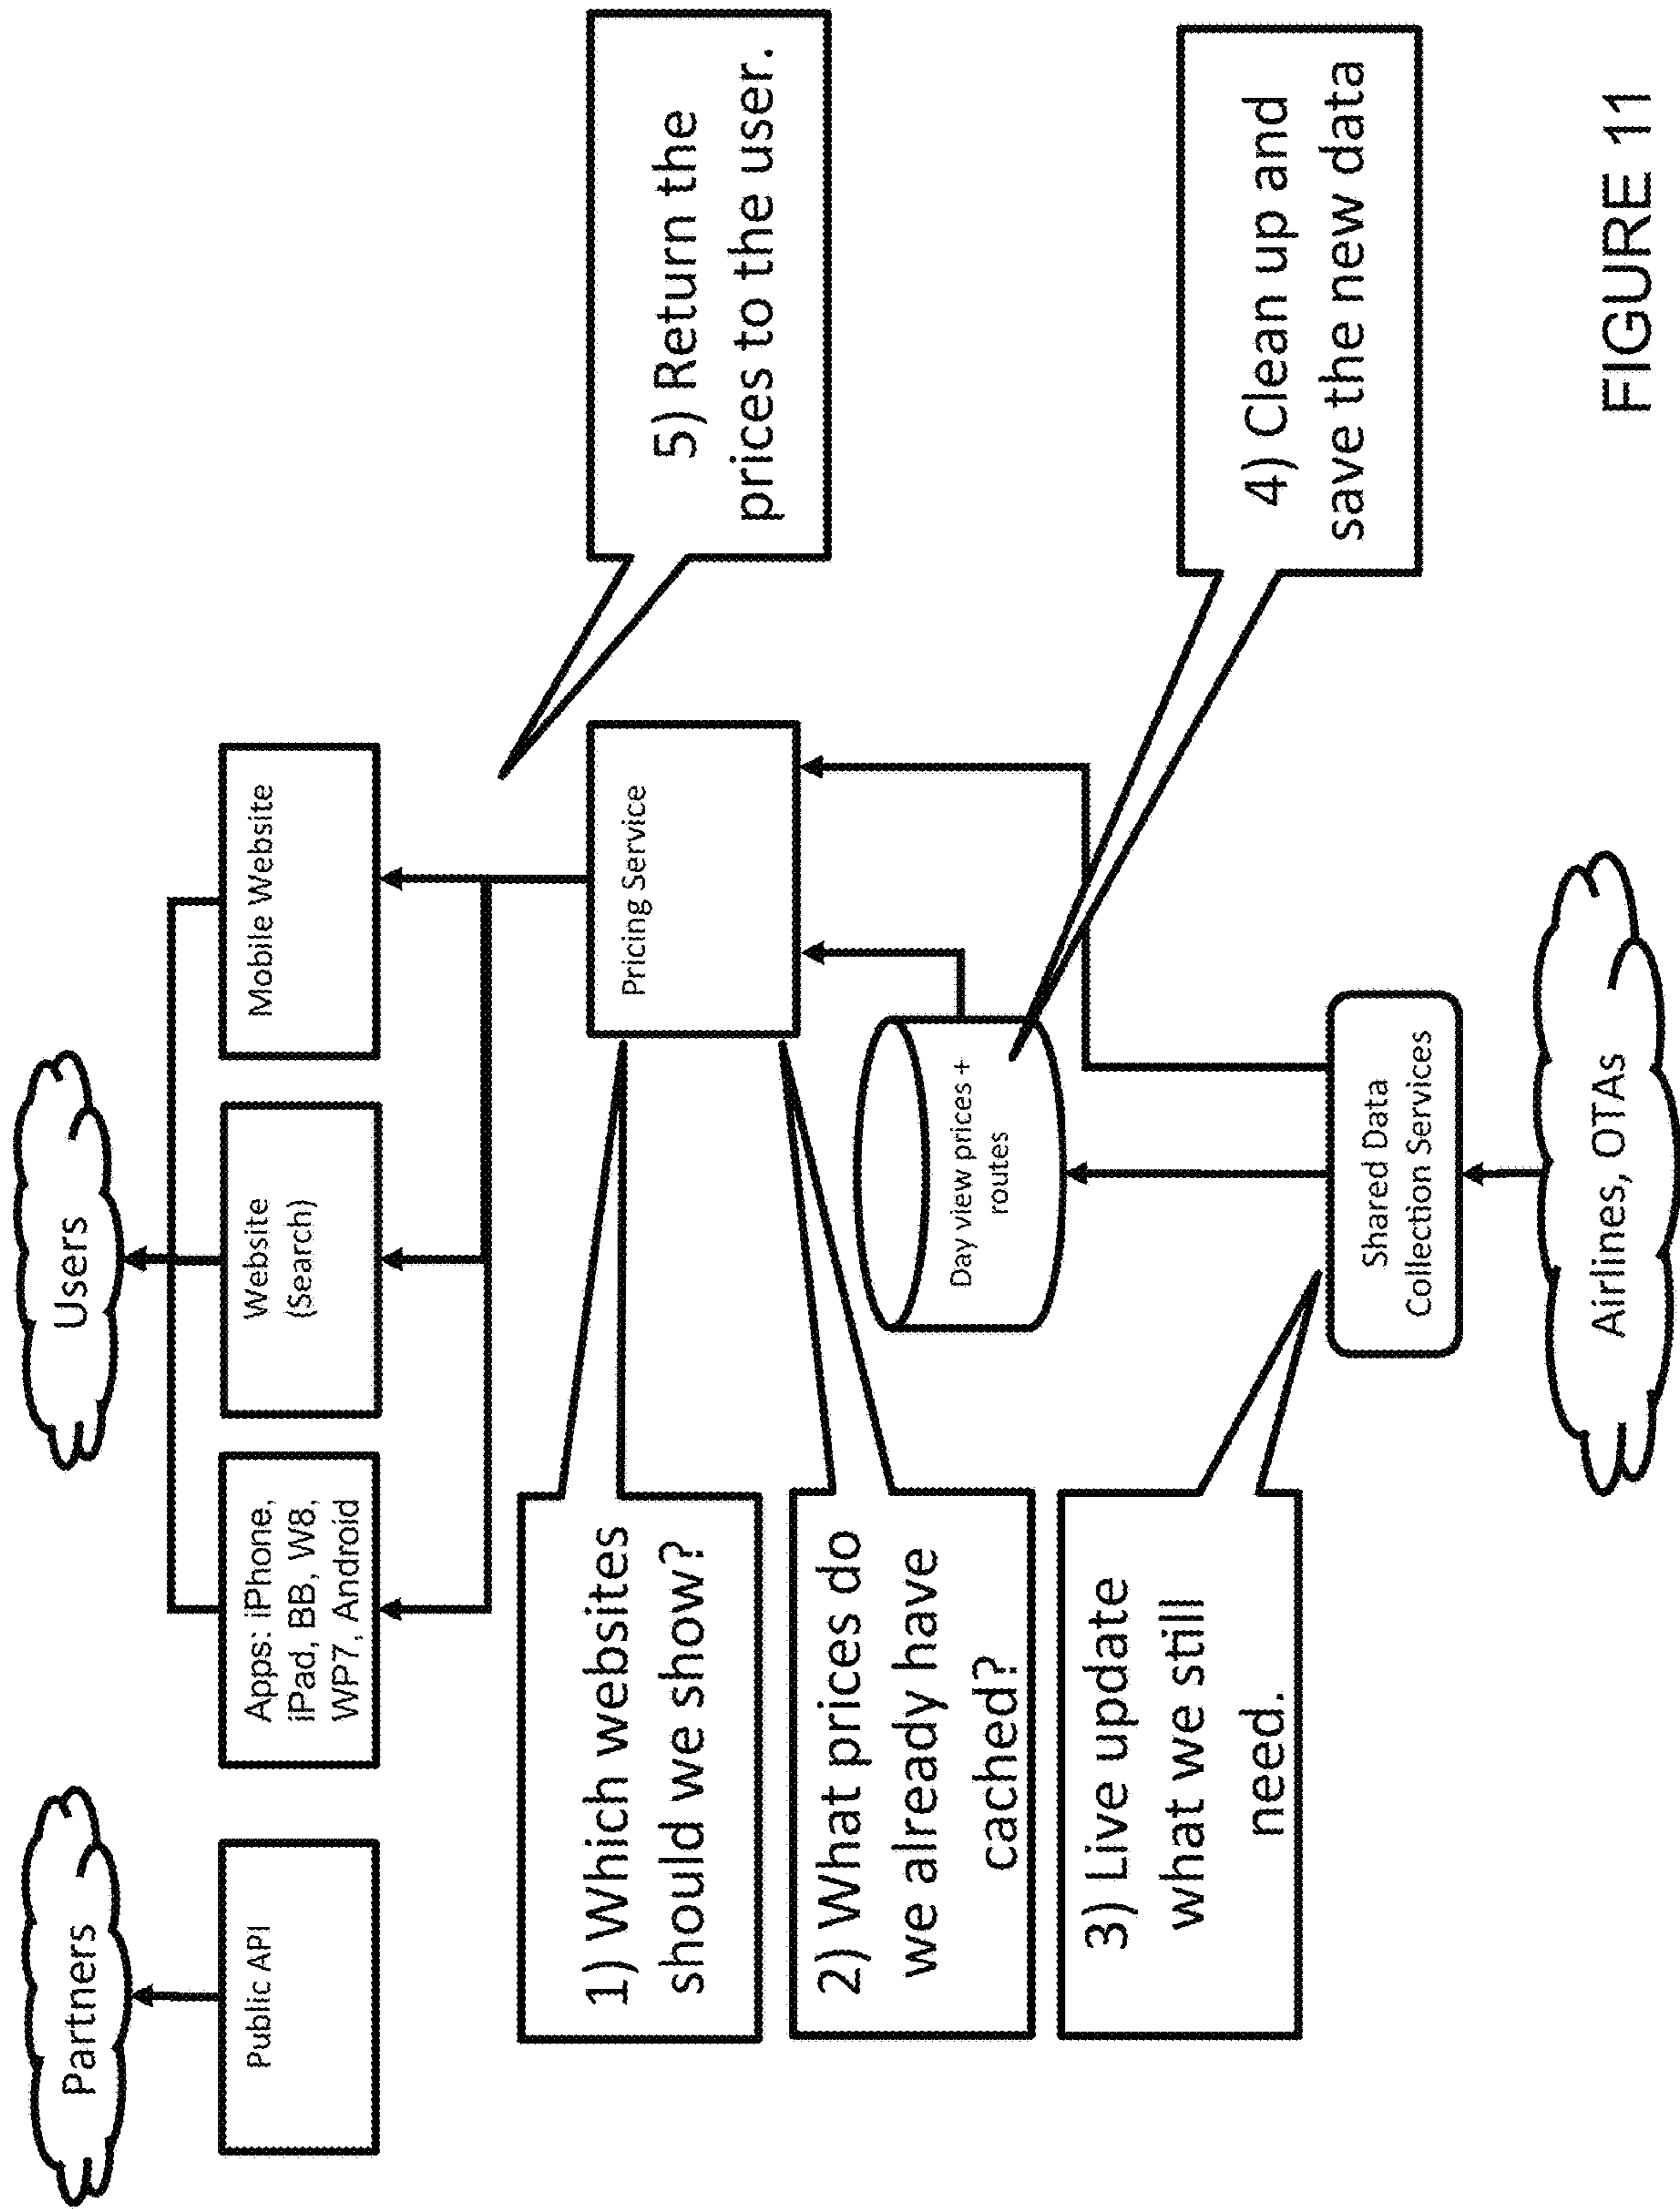 Partners
Users
Public API
Apps: iPhone,
iPad, BB, W8,
WP7, Android
Website
(Search)
Mobile Website
1) Which websites
should we show?
2) What prices do
we already have
cached?
3) Live update
what we still
need.
Pricing Service
5) Return the
prices to the user.
Day view prices +
routes
4) Clean up and
save the new data
Shared Data
Collection Services
Airlines, OTAs
FIGURE 11